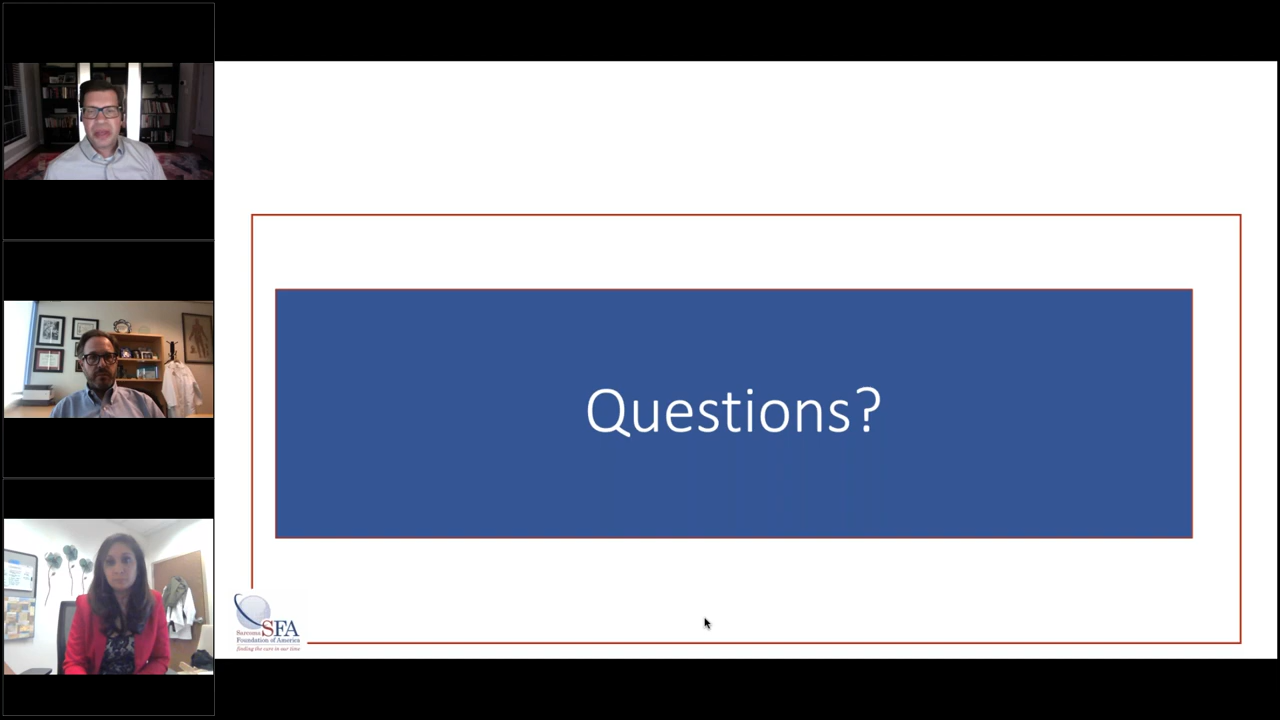 Questions?
Sarcoma SFA
Foundation of America
finding the cure in our time